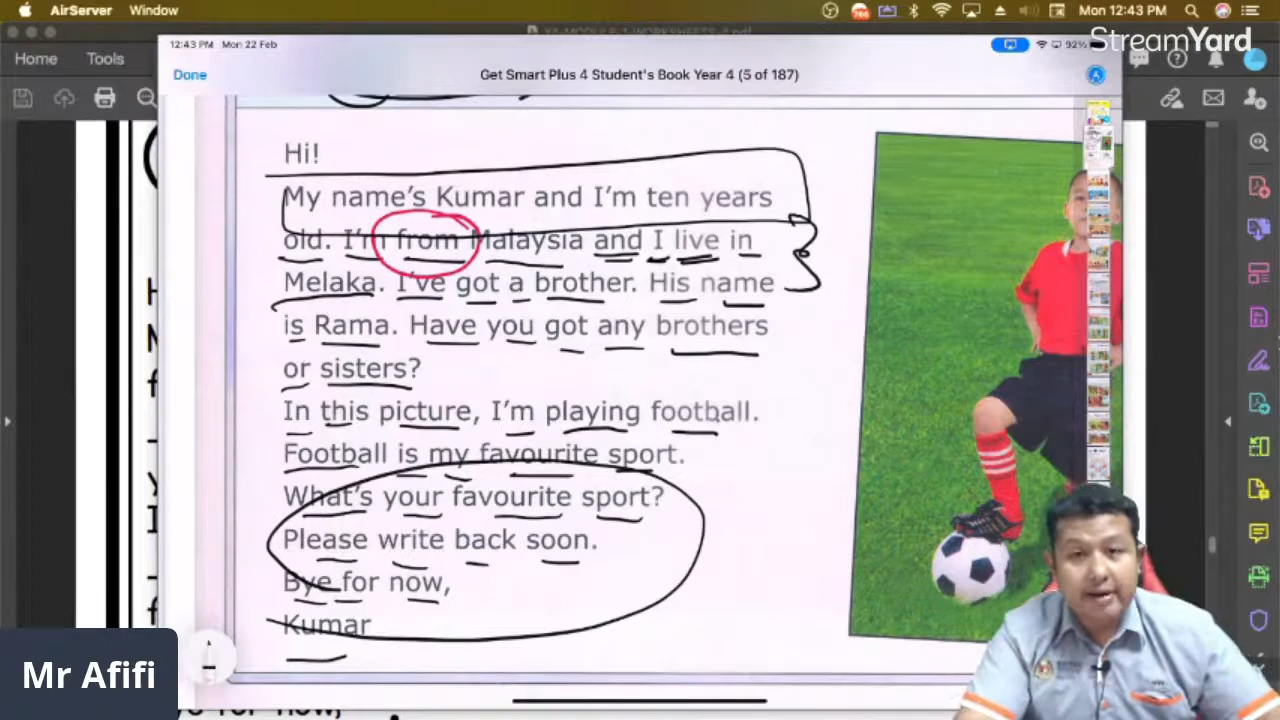 AirServer Window
Mon 12:43 PM
StreamYard
Home Tools
12:43 PM Mon 22 Feb
92%
Done
Get Smart Plus 4 Student's Book Year 4 (5 of 187)
Hi!
My name's Kumar and I'm ten years
old. I'm from Malaysia and I live in
Melaka. I've got a brother. His name
is Rama. Have you got any brothers
or sisters?
In this picture, I'm playing football.
Football is my favourite sport.
What's your favourite sport?
Please write back soon.
Bye for now,
Kumar
Mr Afifi